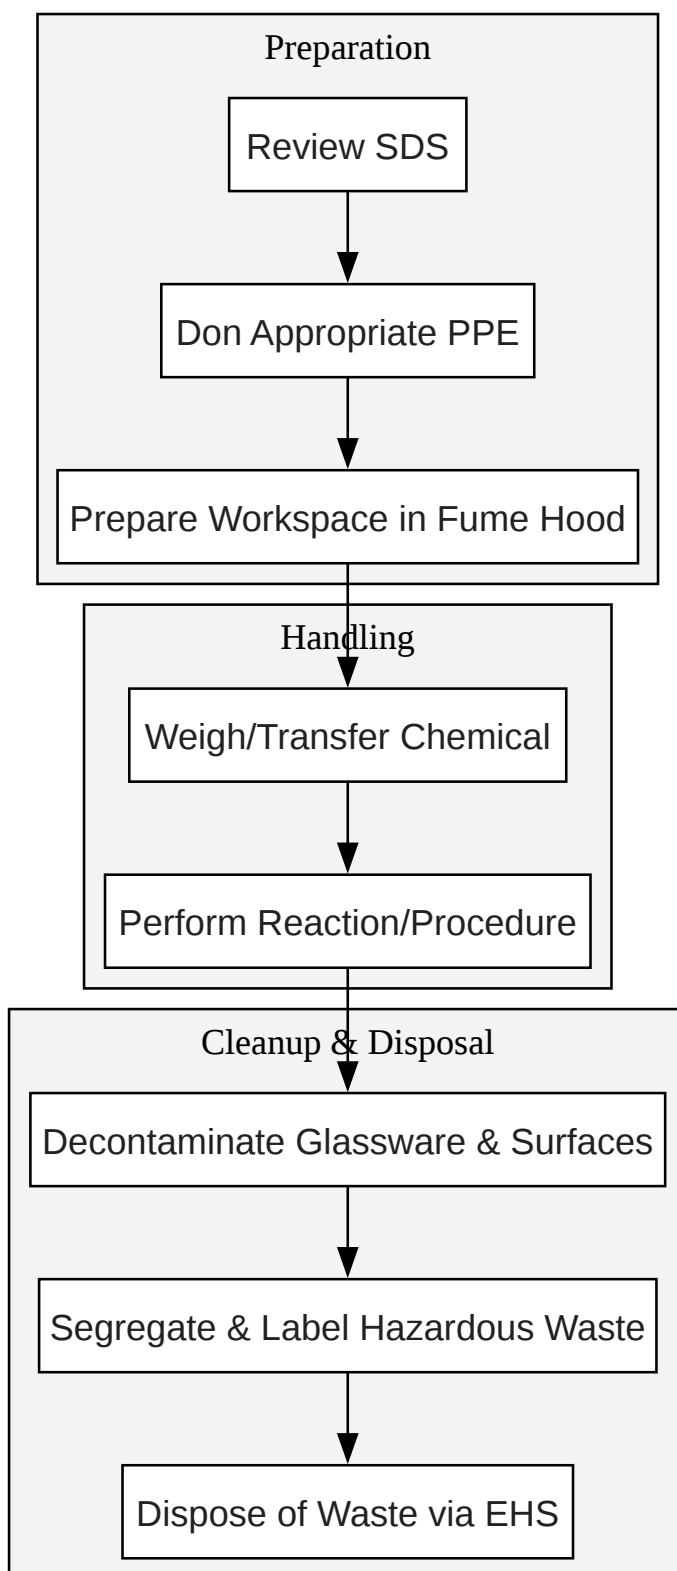 Preparation
Review SDS
Don Appropriate PPE
Prepare Workspace in Fume Hood
Handling
Weigh/Transfer Chemical
Perform Reaction/Procedure
Cleanup & Disposal
Decontaminate Glassware & Surfaces
Segregate & Label Hazardous Waste
Dispose of Waste via EHS